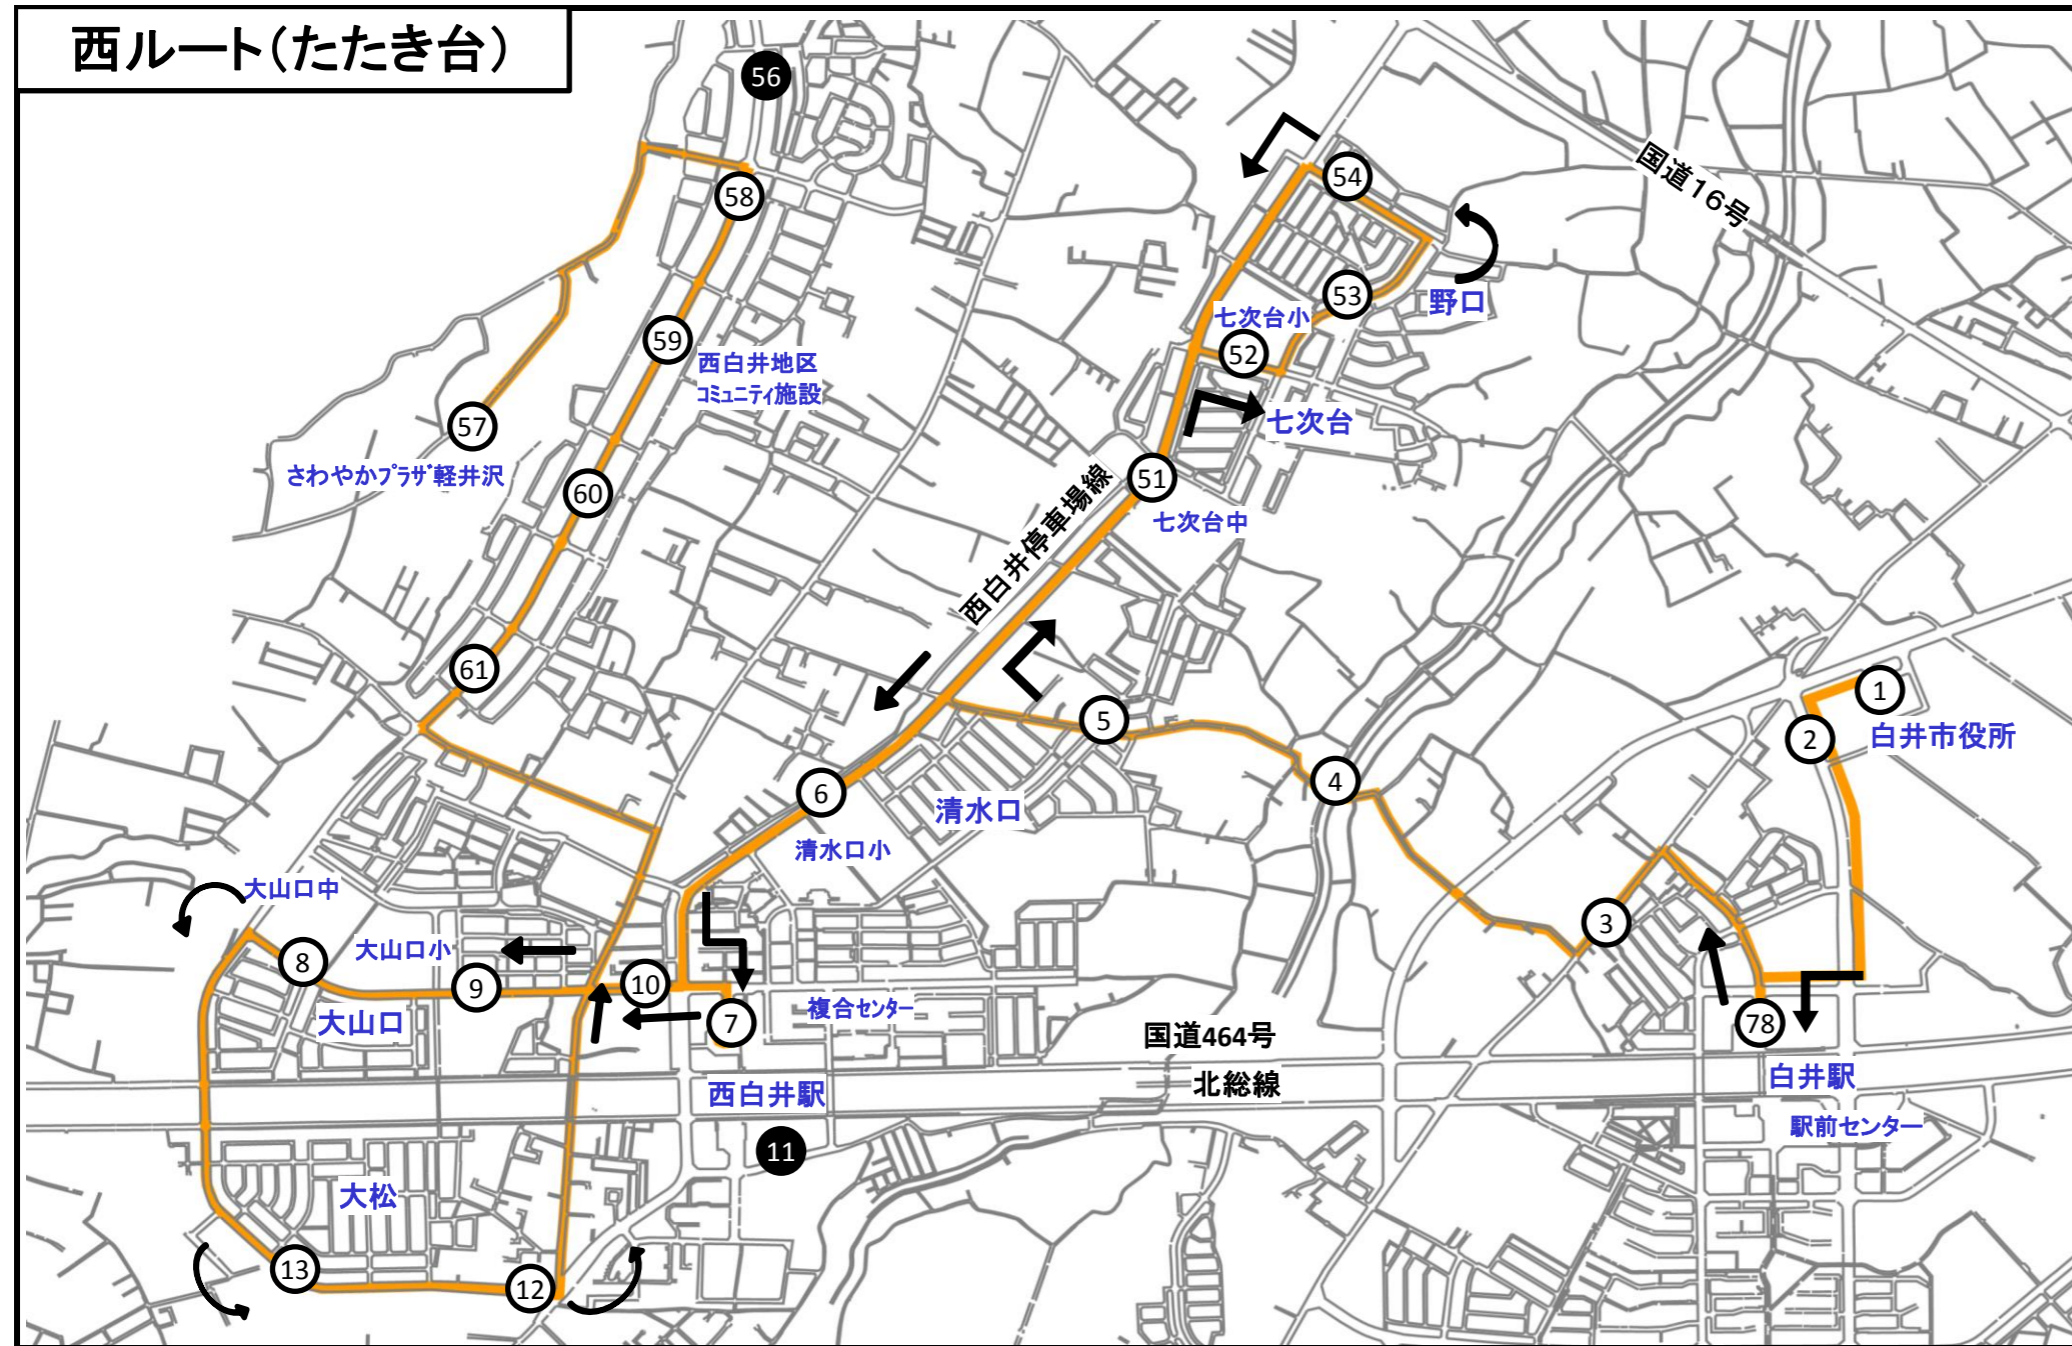 西ルート(たたき台)
56
58
54
国道16号
53
野口
七次台小
52
59
西白井地区
コミュニティ施設
57
さわやかプラザ軽井沢
七次台
51
七次台中
西白井停車場線
60
61
5
1
2
白井市役所
4
6
清水口
清水口小
大山口中
大山口小
3
8
9
10
大山口
7
複合センター
78
国道464号
北総線
西白井駅
白井駅
駅前センター
11
大松
13
12